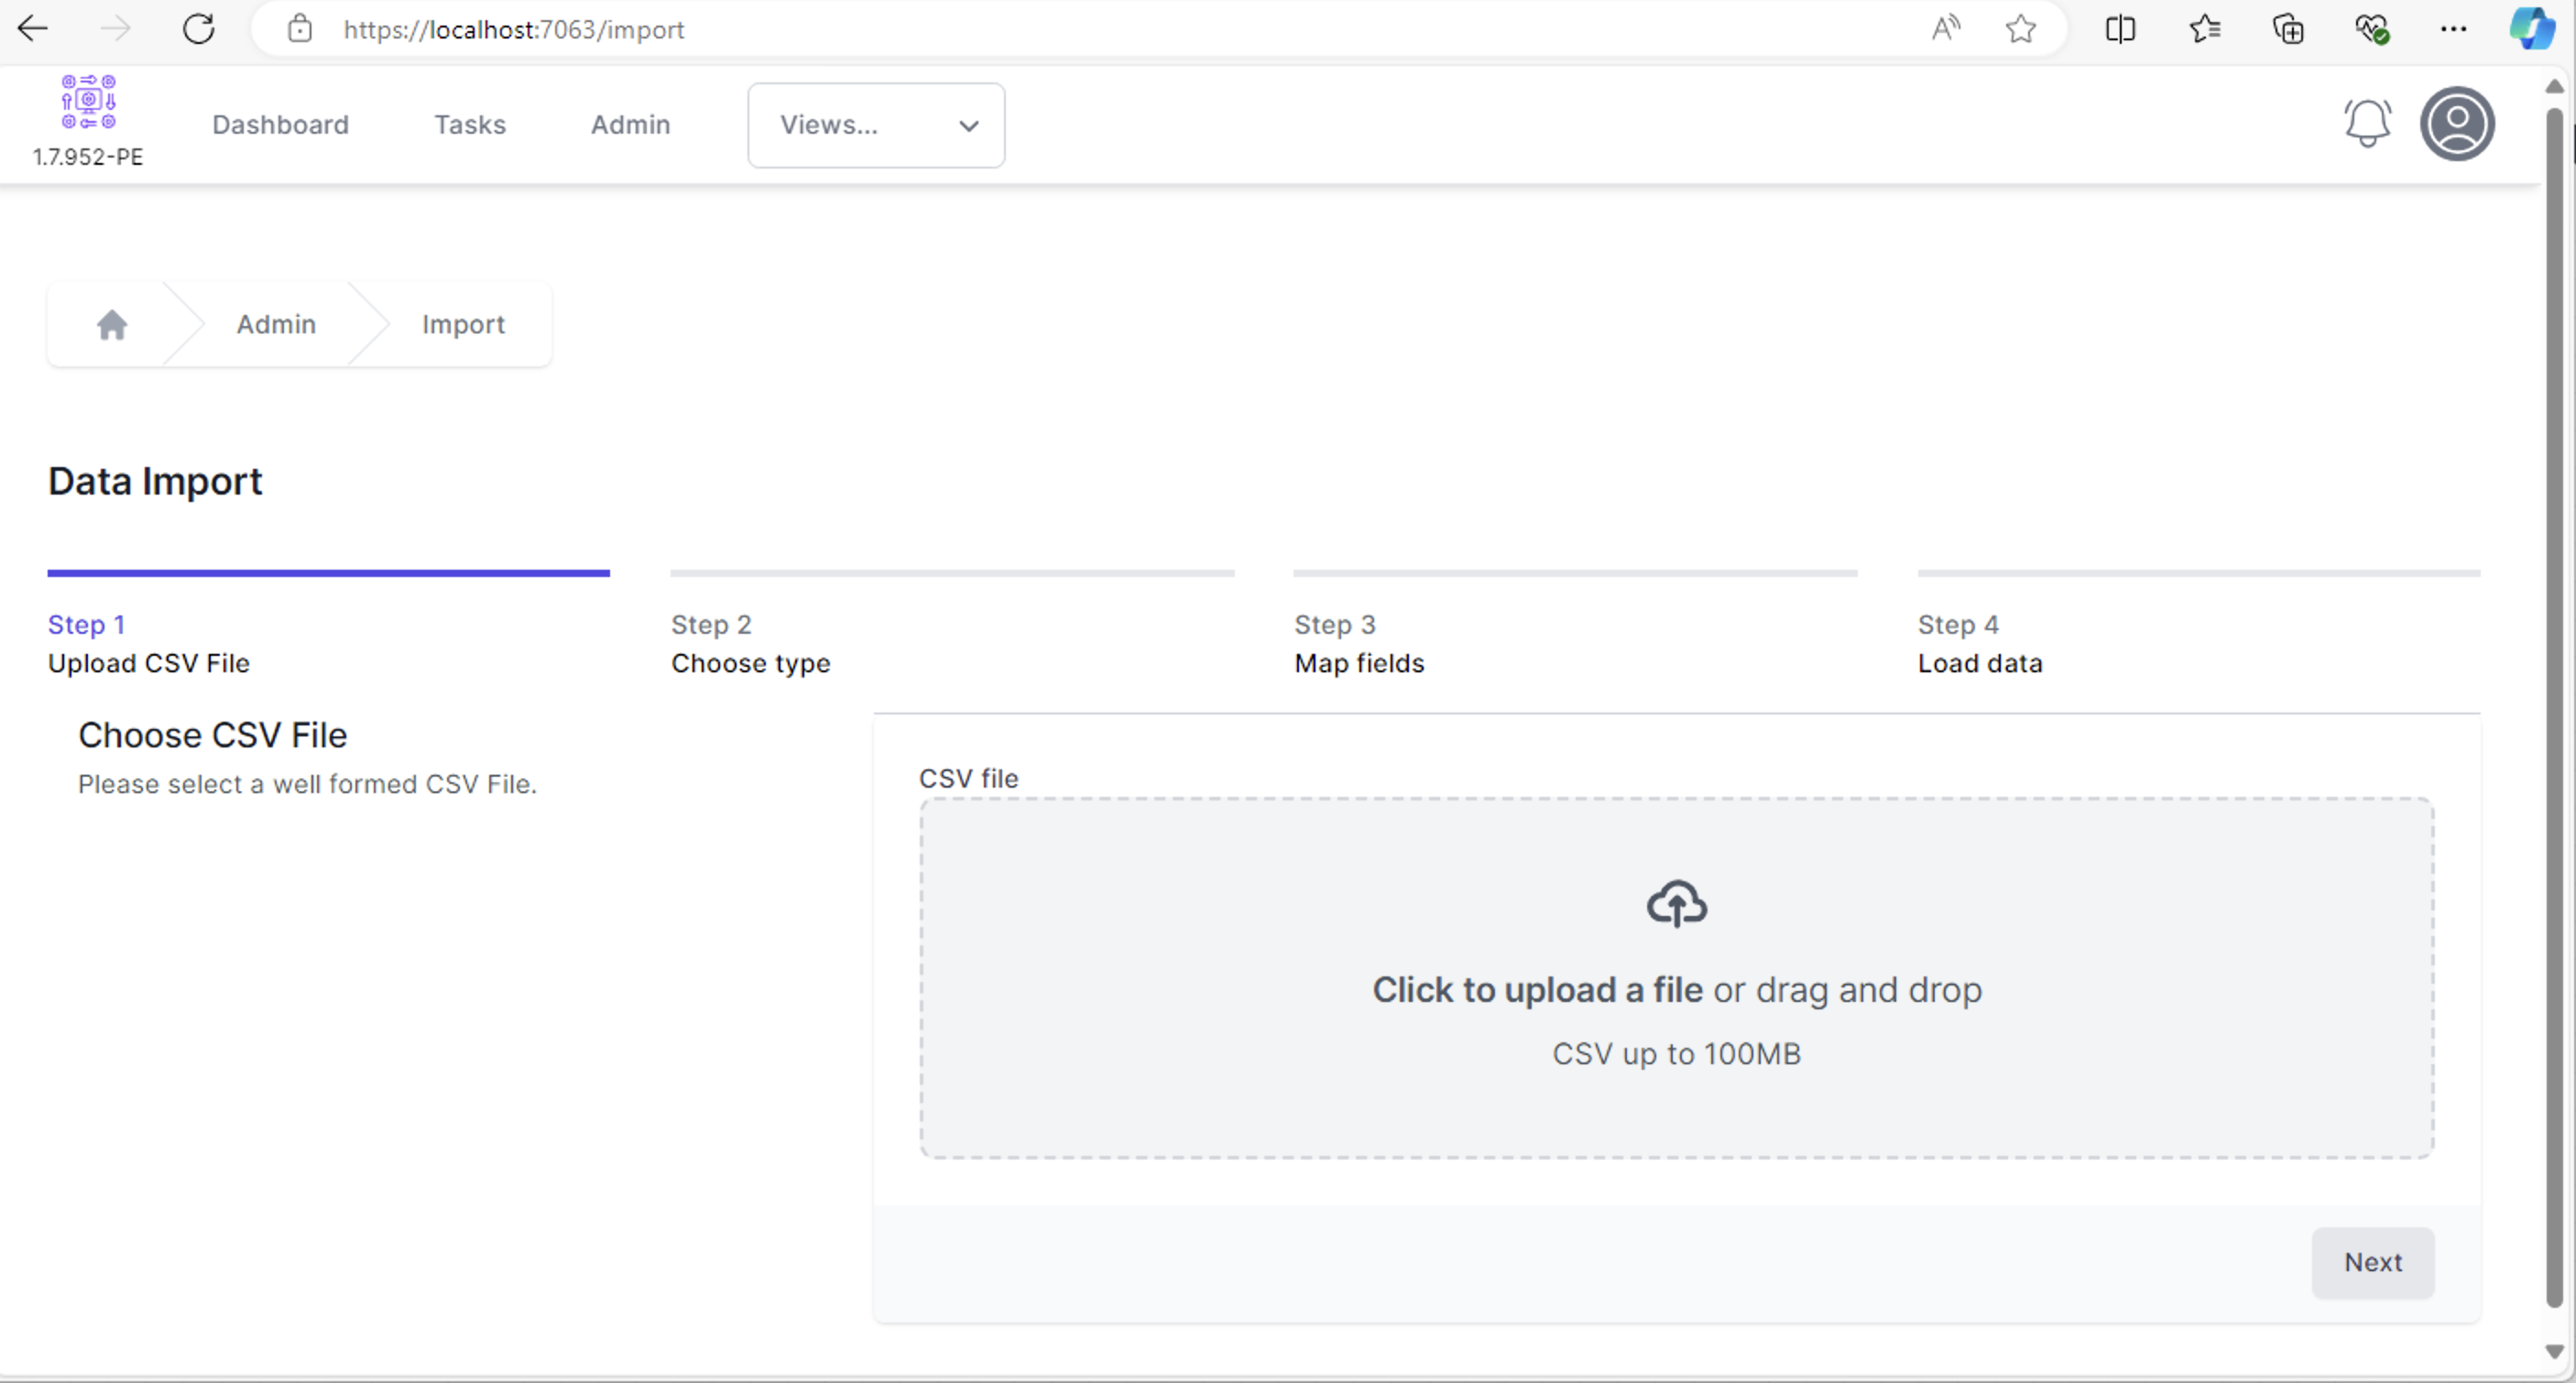 https://localhost:7063/import
1.7.952-PE
Dashboard
Tasks
Admin
Views...
Admin
Import
Data Import
Step 1
Upload CSV File
Step 2
Choose type
Step 3
Map fields
Step 4
Load data
Choose CSV File
Please select a well formed CSV File.
CSV file
Click to upload a file or drag and drop
CSV up to 100MB
Next